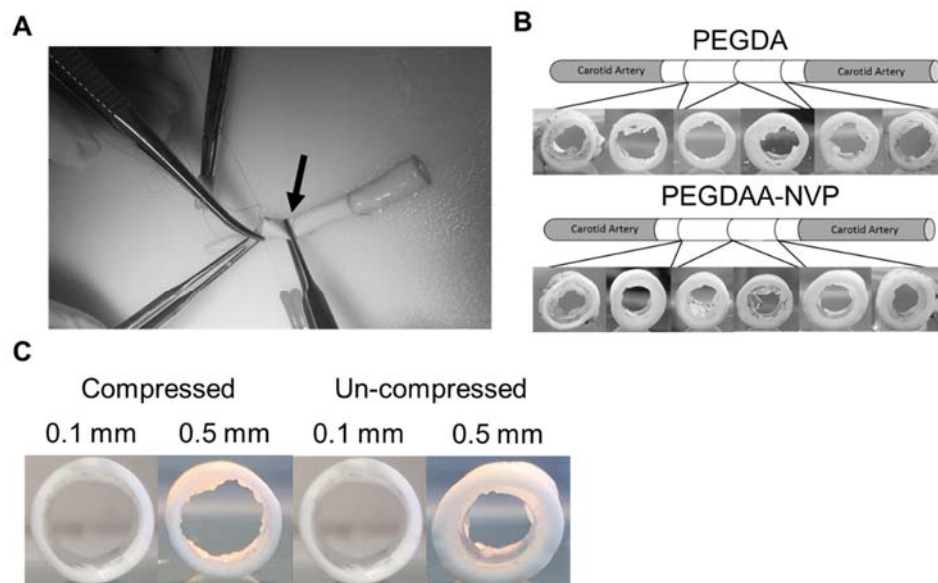 A
B
PEGDA
Carotid Artery Carotid Artery
PEGDAA-NVP
Carotid Artery Carotid Artery
C
Compressed Un-compressed
0.1 mm 0.5 mm 0.1 mm 0.5 mm